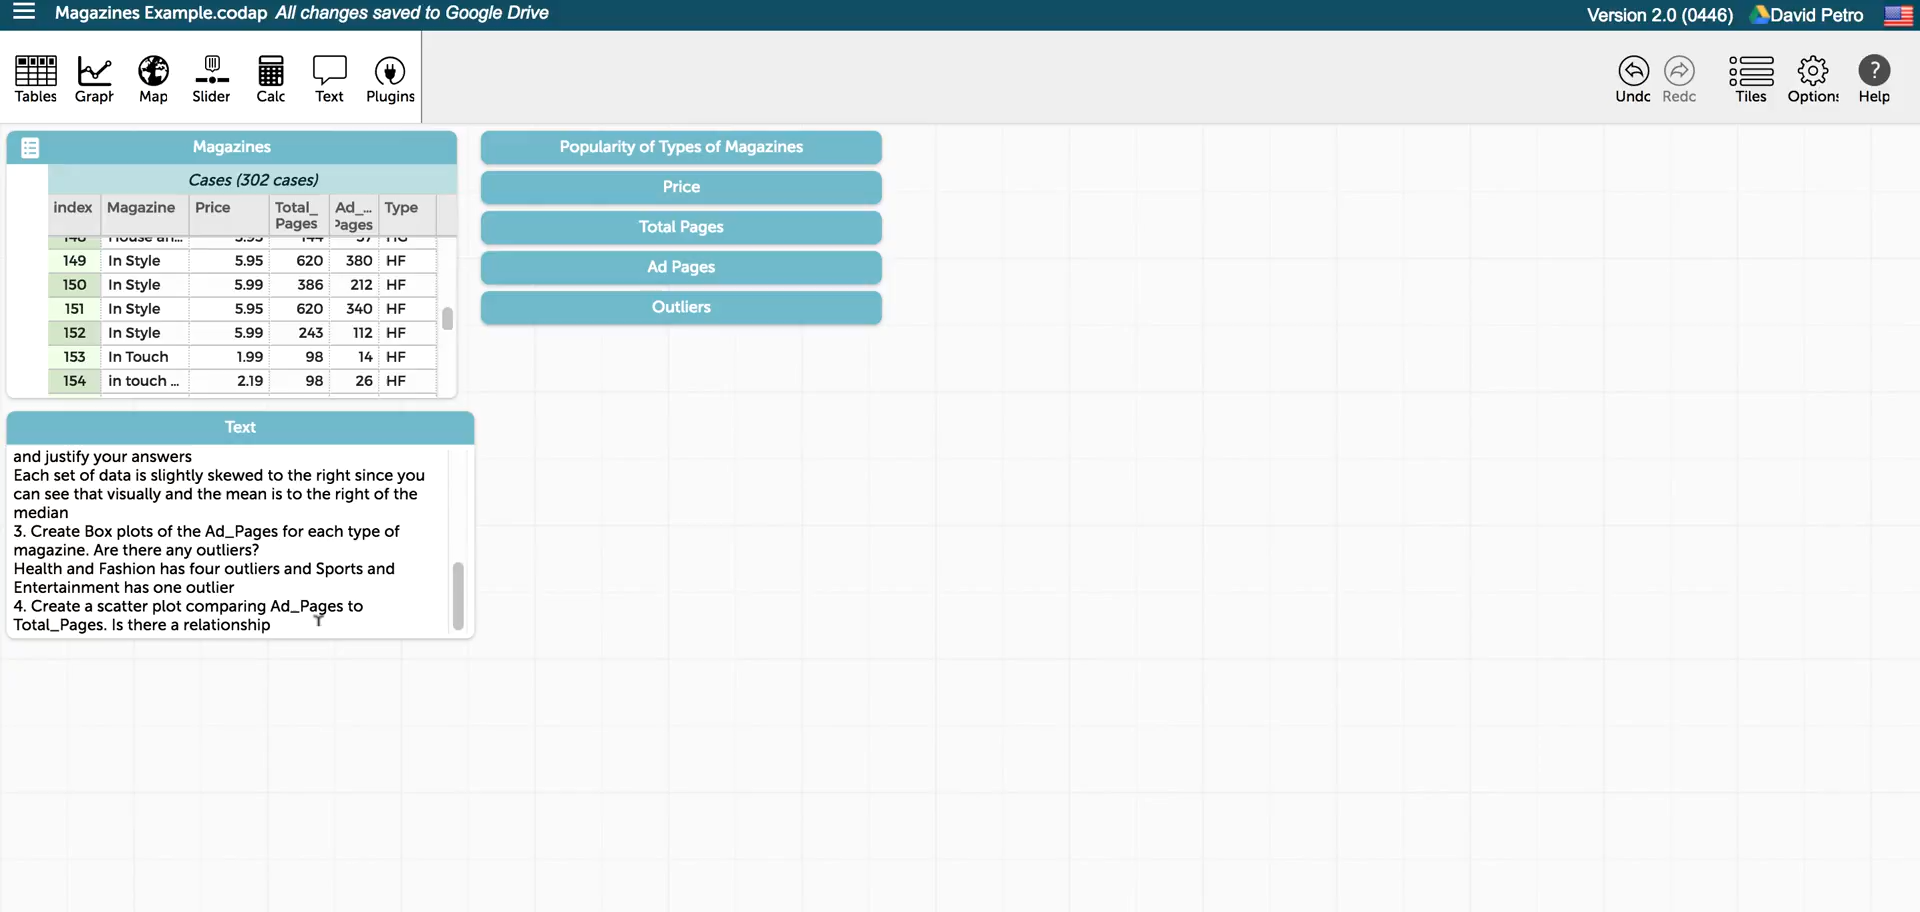 Magazines Example.codap All changes saved to Google Drive
Version 2.0 (0446) David Petro
Tables Graph Map Slider Calc Text Plugins
Undo Redo Tiles Options Help
Magazines
Cases (302 cases)
index Magazine Price Total_ Pages Ad_... Pages Type
148 House an... 5.95 144 57 HG
149 In Style 5.95 620 380 HF
150 In Style 5.99 386 212 HF
151 In Style 5.95 620 340 HF
152 In Style 5.99 243 112 HF
153 In Touch 1.99 98 14 HF
154 in touch ... 2.19 98 26 HF
Popularity of Types of Magazines
Price
Total Pages
Ad Pages
Outliers
Text
and justify your answers
Each set of data is slightly skewed to the right since you
can see that visually and the mean is to the right of the
median
3. Create Box plots of the Ad_Pages for each type of
magazine. Are there any outliers?
Health and Fashion has four outliers and Sports and
Entertainment has one outlier
4. Create a scatter plot comparing Ad_Pages to
Total_Pages. Is there a relationship